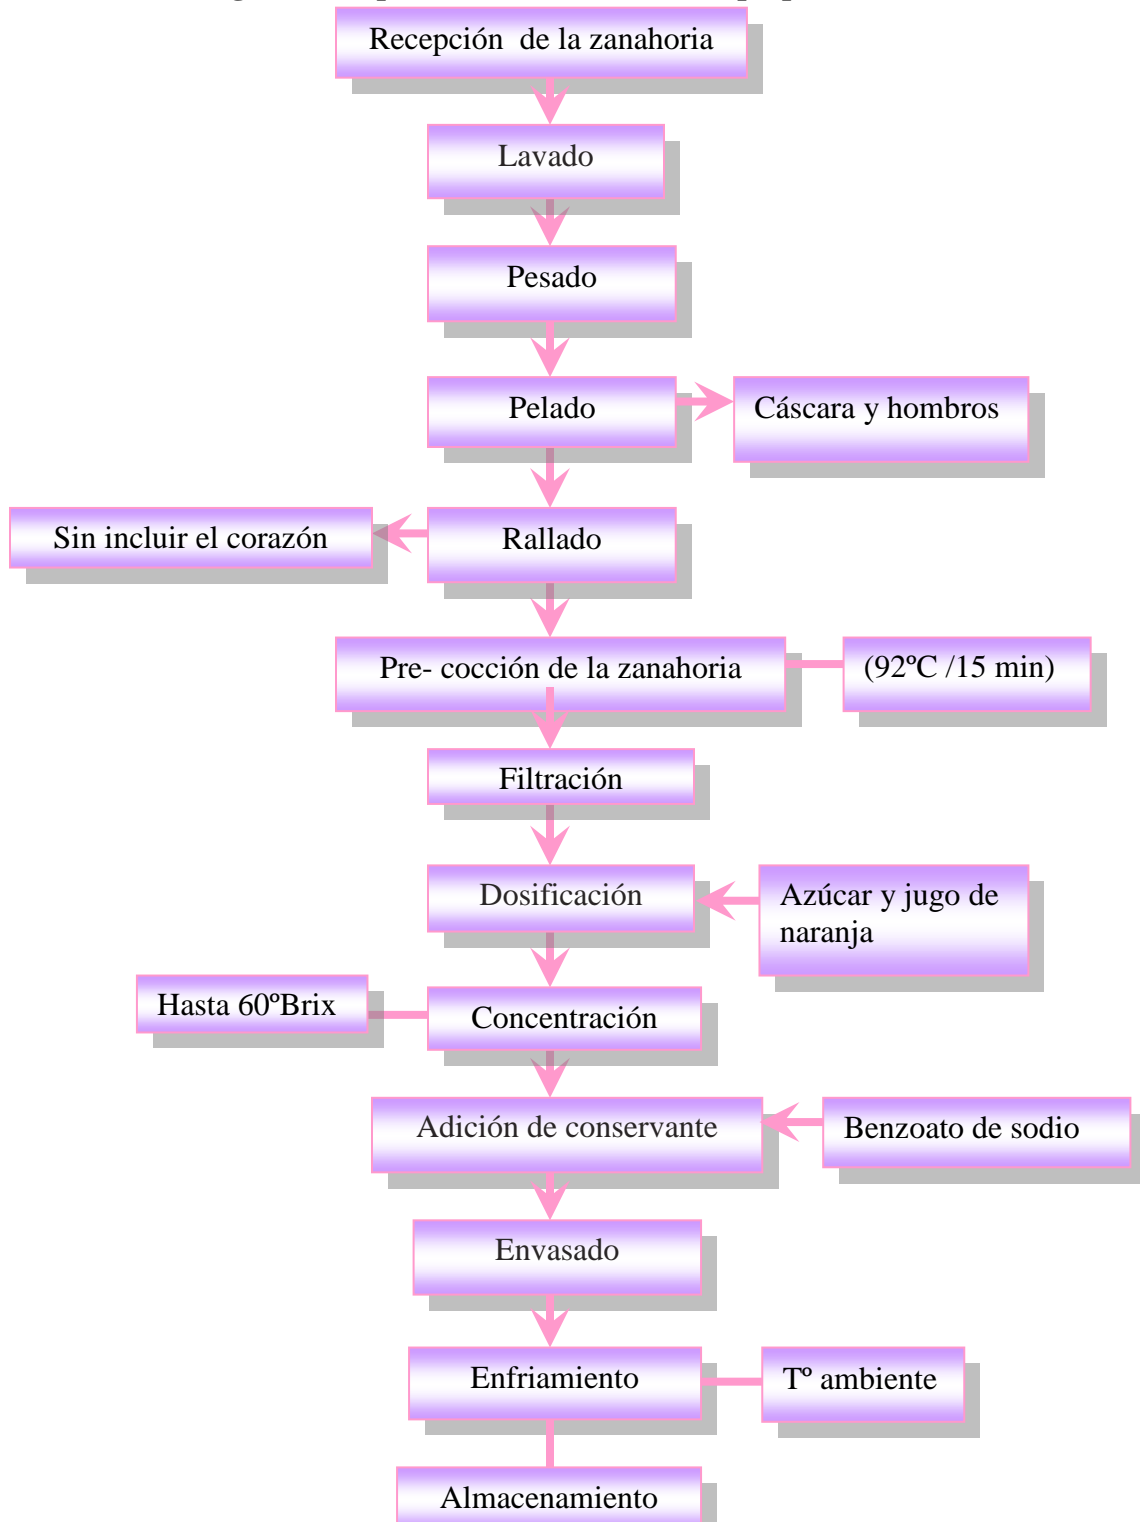 Recepción de la zanahoria
Lavado
Pesado
Pelado
Cáscara y hombros
Sin incluir el corazón
Rallado
Pre- cocción de la zanahoria
(92ºC /15 min)
Filtración
Dosificación
Azúcar y jugo de
naranja
Hasta 60ºBrix
Concentración
Adición de conservante
Benzoato de sodio
Envasado
Enfriamiento
Tº ambiente
Almacenamiento